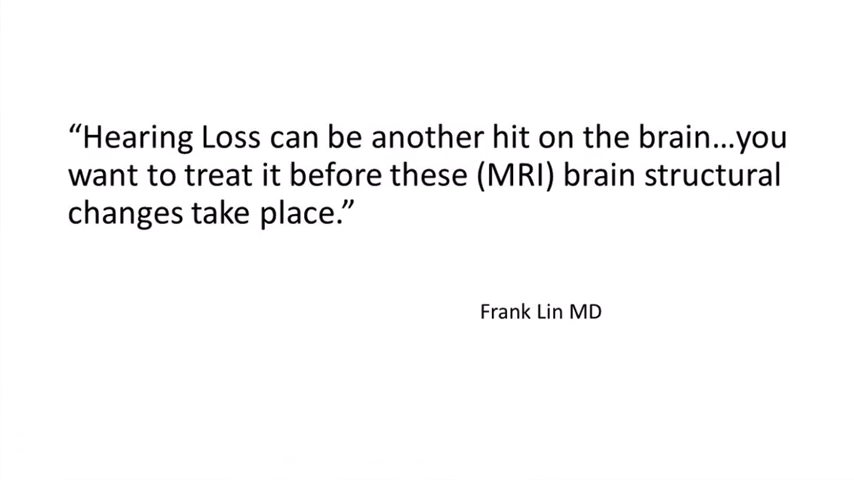 “Hearing Loss can be another hit on the brain...you
want to treat it before these (MRI) brain structural
changes take place.”
Frank Lin MD